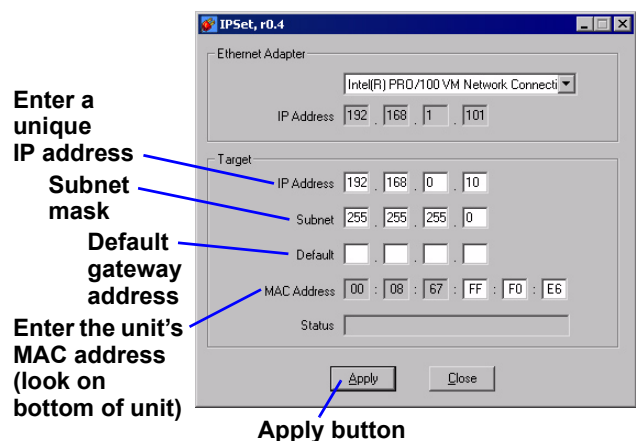 IPSet, r0.4
Ethernet Adapter
Intel(R) PRO/100 VM Network Connecti
IP Address 192 . 168 . 1 . 101
Enter a
unique
IP address
Target
IP Address 192 . 168 . 0 . 10
Subnet
mask
Subnet 255 . 255 . 255 . 0
Default
gateway
address
Default . . .
MAC Address 00 : 08 : 67 : FF : F0 : E6
Enter the unit's
MAC address
(look on
bottom of unit)
Status
Apply Close
Apply button